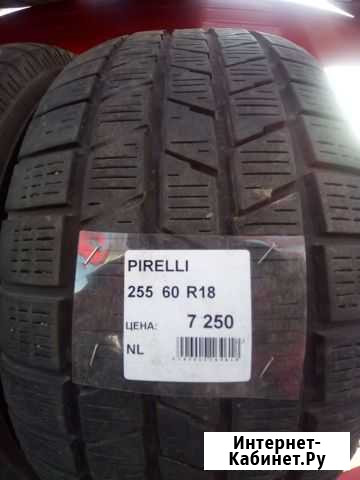 PIRELLI
255 60 R18
ЦЕНА: 7 250
NL
Интернет-
Кабинет.Ру